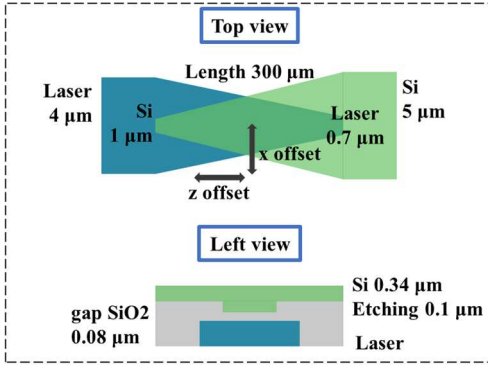 Top view
Length 300 μm
Laser
4 μm
Si
1 μm
Laser
0.7 μm
Si
5 μm
x offset
z offset
Left view
Si 0.34 μm
Etching 0.1 μm
gap SiO2
0.08 μm
Laser